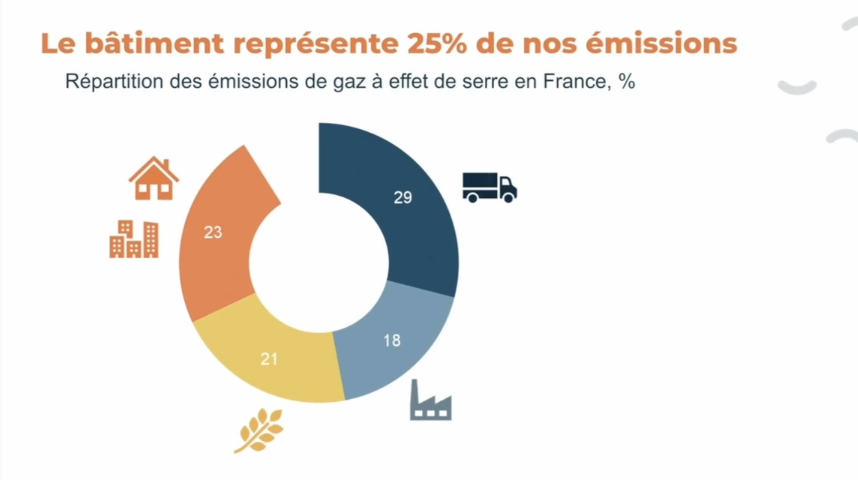 Le bâtiment représente 25% de nos émissions
Répartition des émissions de gaz à effet de serre en France, %
29
23
18
21